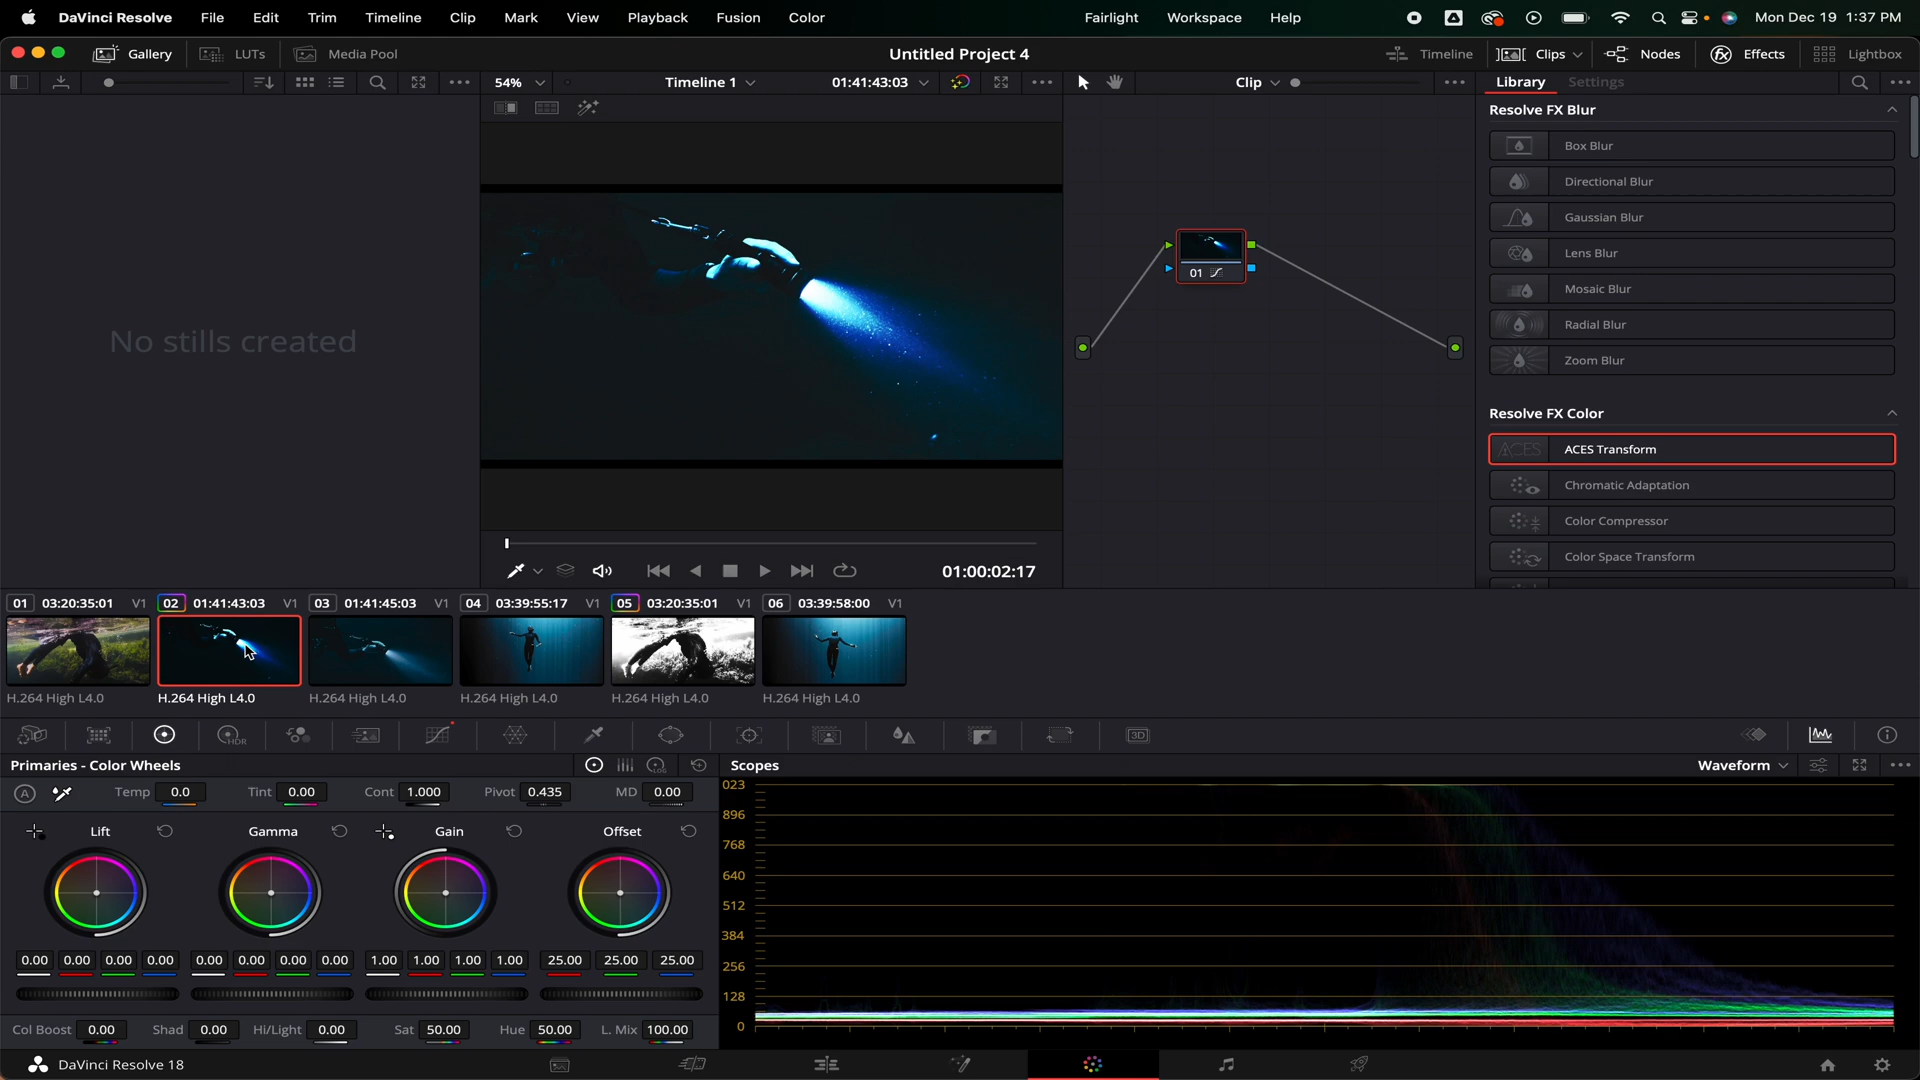 DaVinci Resolve File Edit Trim Timeline Clip Mark View Playback Fusion Color Fairlight Workspace Help Mon Dec 19 1:37 PM
Gallery LUTs Media Pool Untitled Project 4 Timeline Clips Nodes Effects Lightbox
54% Timeline 1 01:41:43:03 Clip Library Settings
Resolve FX Blur
Box Blur
Directional Blur
Gaussian Blur
Lens Blur
Mosaic Blur
Radial Blur
Zoom Blur
Resolve FX Color
ACES ACES Transform
Chromatic Adaptation
Color Compressor
Color Space Transform
01
No stills created
01:00:02:17
01 03:20:35:01 V1 02 01:41:43:03 V1 03 01:41:45:03 V1 04 03:39:55:17 V1 05 03:20:35:01 V1 06 03:39:58:00 V1
H.264 High L4.0 H.264 High L4.0 H.264 High L4.0 H.264 High L4.0 H.264 High L4.0 H.264 High L4.0
HDR 3D
Primaries - Color Wheels LOG Scopes Waveform
A Temp 0.0 Tint 0.00 Cont 1.000 Pivot 0.435 MD 0.00
Lift Gamma Gain Offset
0.00 0.00 0.00 0.00 0.00 0.00 0.00 0.00 1.00 1.00 1.00 1.00 25.00 25.00 25.00
Col Boost 0.00 Shad 0.00 Hi/Light 0.00 Sat 50.00 Hue 50.00 L. Mix 100.00
023
896
768
640
512
384
256
128
0
DaVinci Resolve 18